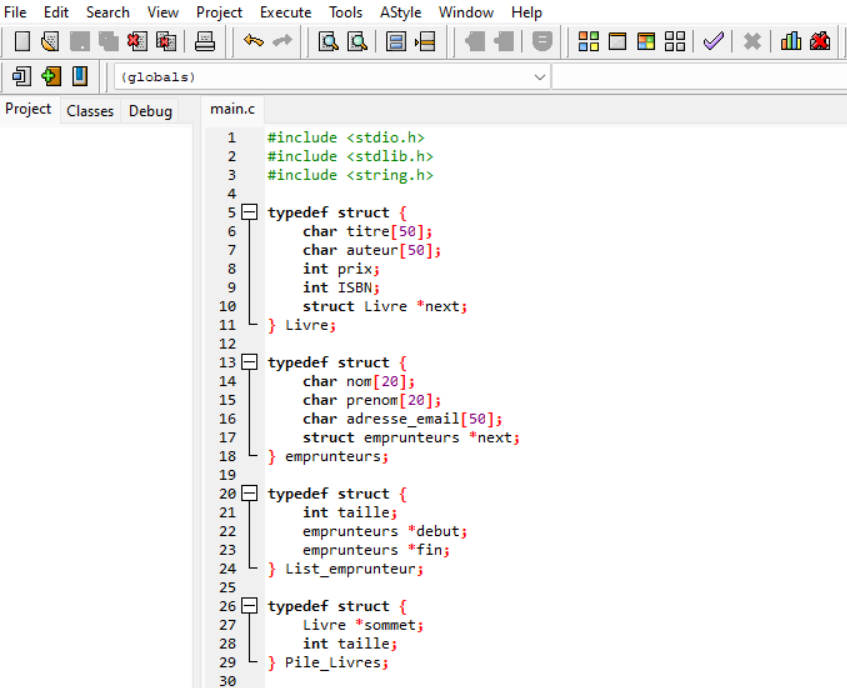 File Edit Search View Project Execute Tools AStyle Window Help
(globals)
Project Classes Debug main.c
1 #include <stdio.h>
2 #include <stdlib.h>
3 #include <string.h>
4
5 typedef struct {
6 char titre[50];
7 char auteur[50];
8 int prix;
9 int ISBN;
10 struct Livre *next;
11 } Livre;
12
13 typedef struct {
14 char nom[20];
15 char prenom[20];
16 char adresse_email[50];
17 struct emprunteurs *next;
18 } emprunteurs;
19
20 typedef struct {
21 int taille;
22 emprunteurs *debut;
23 emprunteurs *fin;
24 } List_emprunteur;
25
26 typedef struct {
27 Livre *sommet;
28 int taille;
29 } Pile_Livres;
30